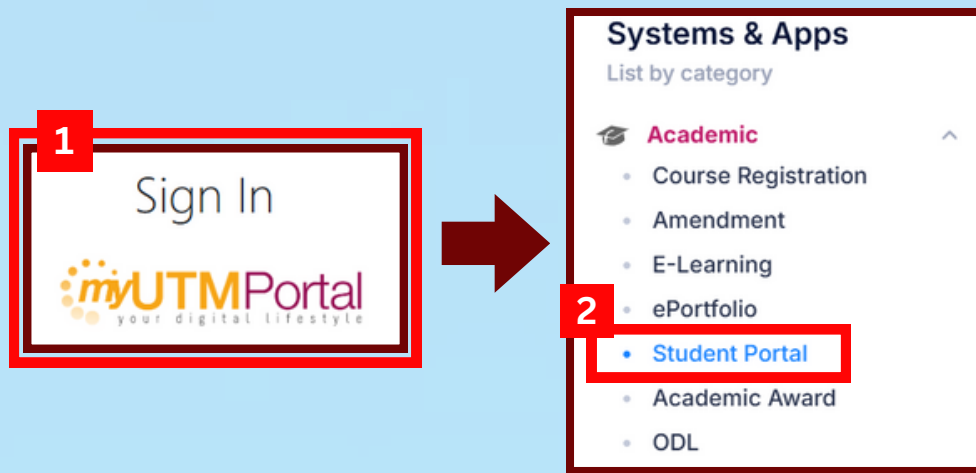 1
Sign In
myUTMPortal
your digital lifestyle
Systems & Apps
List by category
Academic
Course Registration
Amendment
E-Learning
ePortfolio
2
Student Portal
Academic Award
ODL